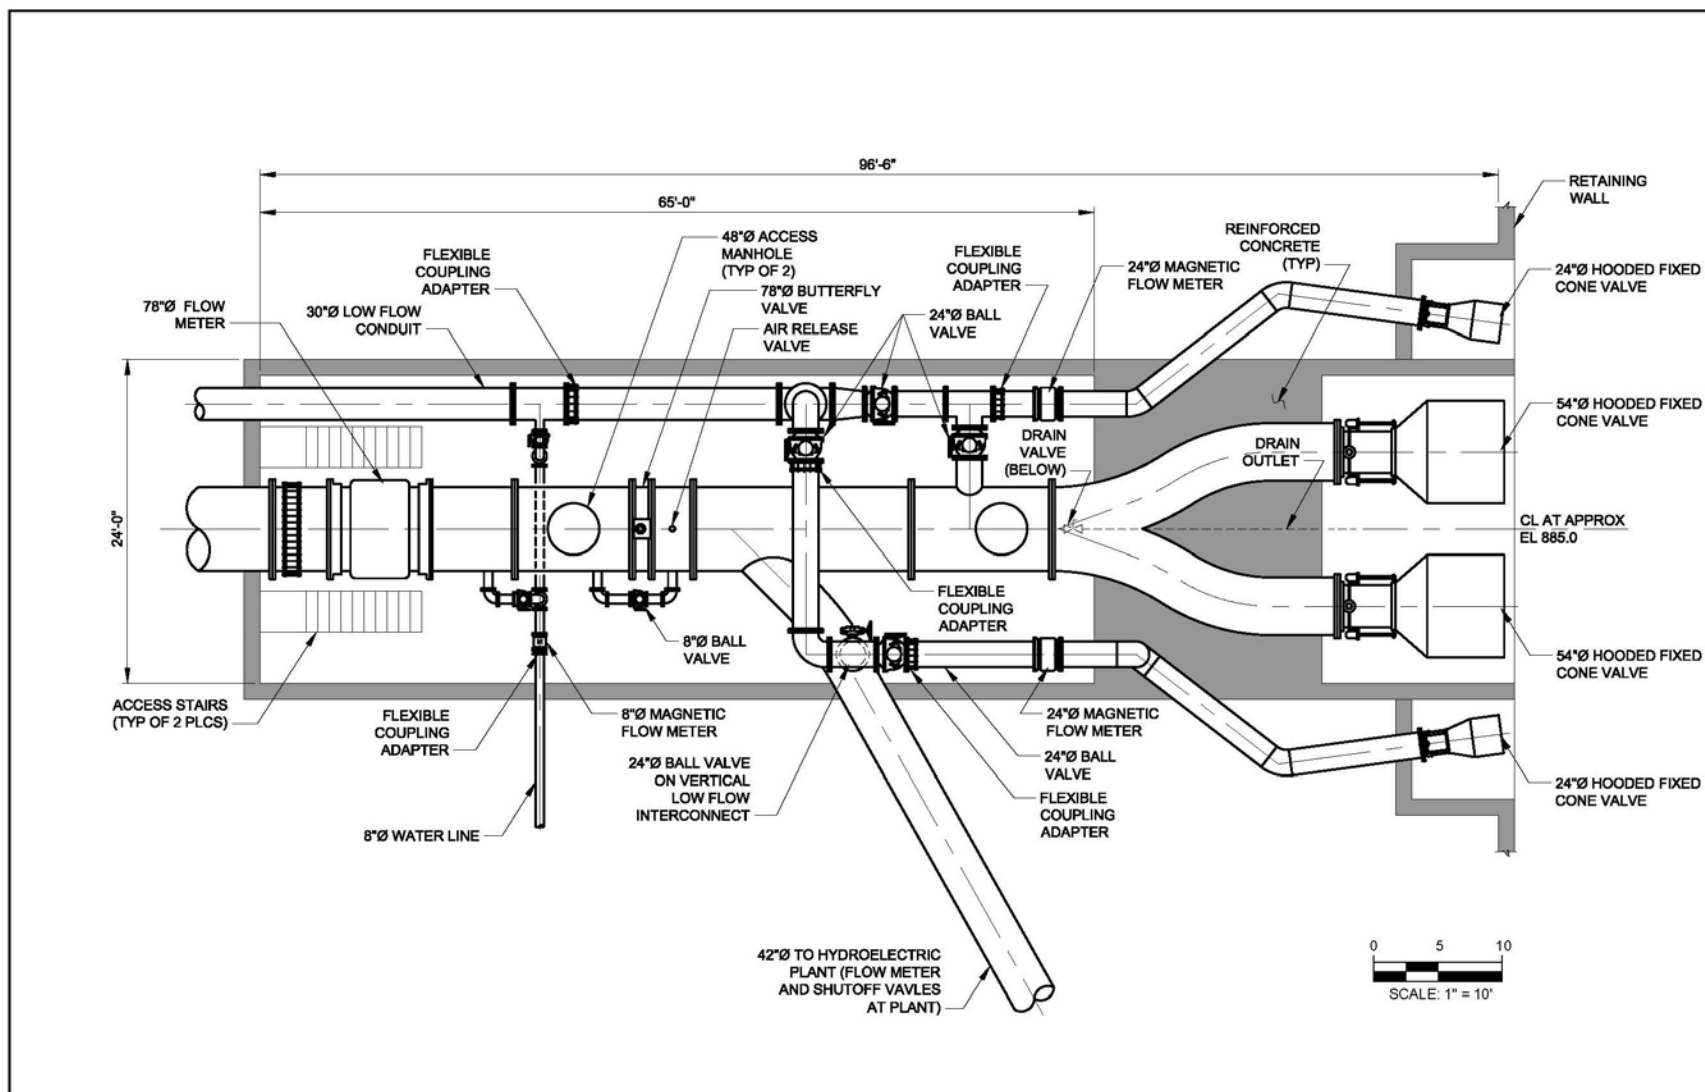 96'-6"
65'-0"
RETAINING
WALL
48"Ø ACCESS
MANHOLE
(TYP OF 2)
FLEXIBLE
COUPLING
ADAPTER
78"Ø FLOW
METER
30"Ø LOW FLOW
CONDUIT
78"Ø BUTTERFLY
VALVE
AIR RELEASE
VALVE
24"Ø BALL
VALVE
FLEXIBLE
COUPLING
ADAPTER
24"Ø MAGNETIC
FLOW METER
REINFORCED
CONCRETE
(TYP)
24"Ø HOODED FIXED
CONE VALVE
54"Ø HOODED FIXED
CONE VALVE
DRAIN
VALVE
(BELOW)
DRAIN
OUTLET
24'-0"
CL AT APPROX
EL 885.0
FLEXIBLE
COUPLING
ADAPTER
8"Ø BALL
VALVE
54"Ø HOODED FIXED
CONE VALVE
ACCESS STAIRS
(TYP OF 2 PLCS)
FLEXIBLE
COUPLING
ADAPTER
8"Ø MAGNETIC
FLOW METER
24"Ø MAGNETIC
FLOW METER
24"Ø BALL VALVE
ON VERTICAL
LOW FLOW
INTERCONNECT
24"Ø BALL
VALVE
24"Ø HOODED FIXED
CONE VALVE
FLEXIBLE
COUPLING
ADAPTER
8"Ø WATER LINE
42"Ø TO HYDROELECTRIC
PLANT (FLOW METER
AND SHUTOFF VAVLES
AT PLANT)
0 5 10
SCALE: 1" = 10'